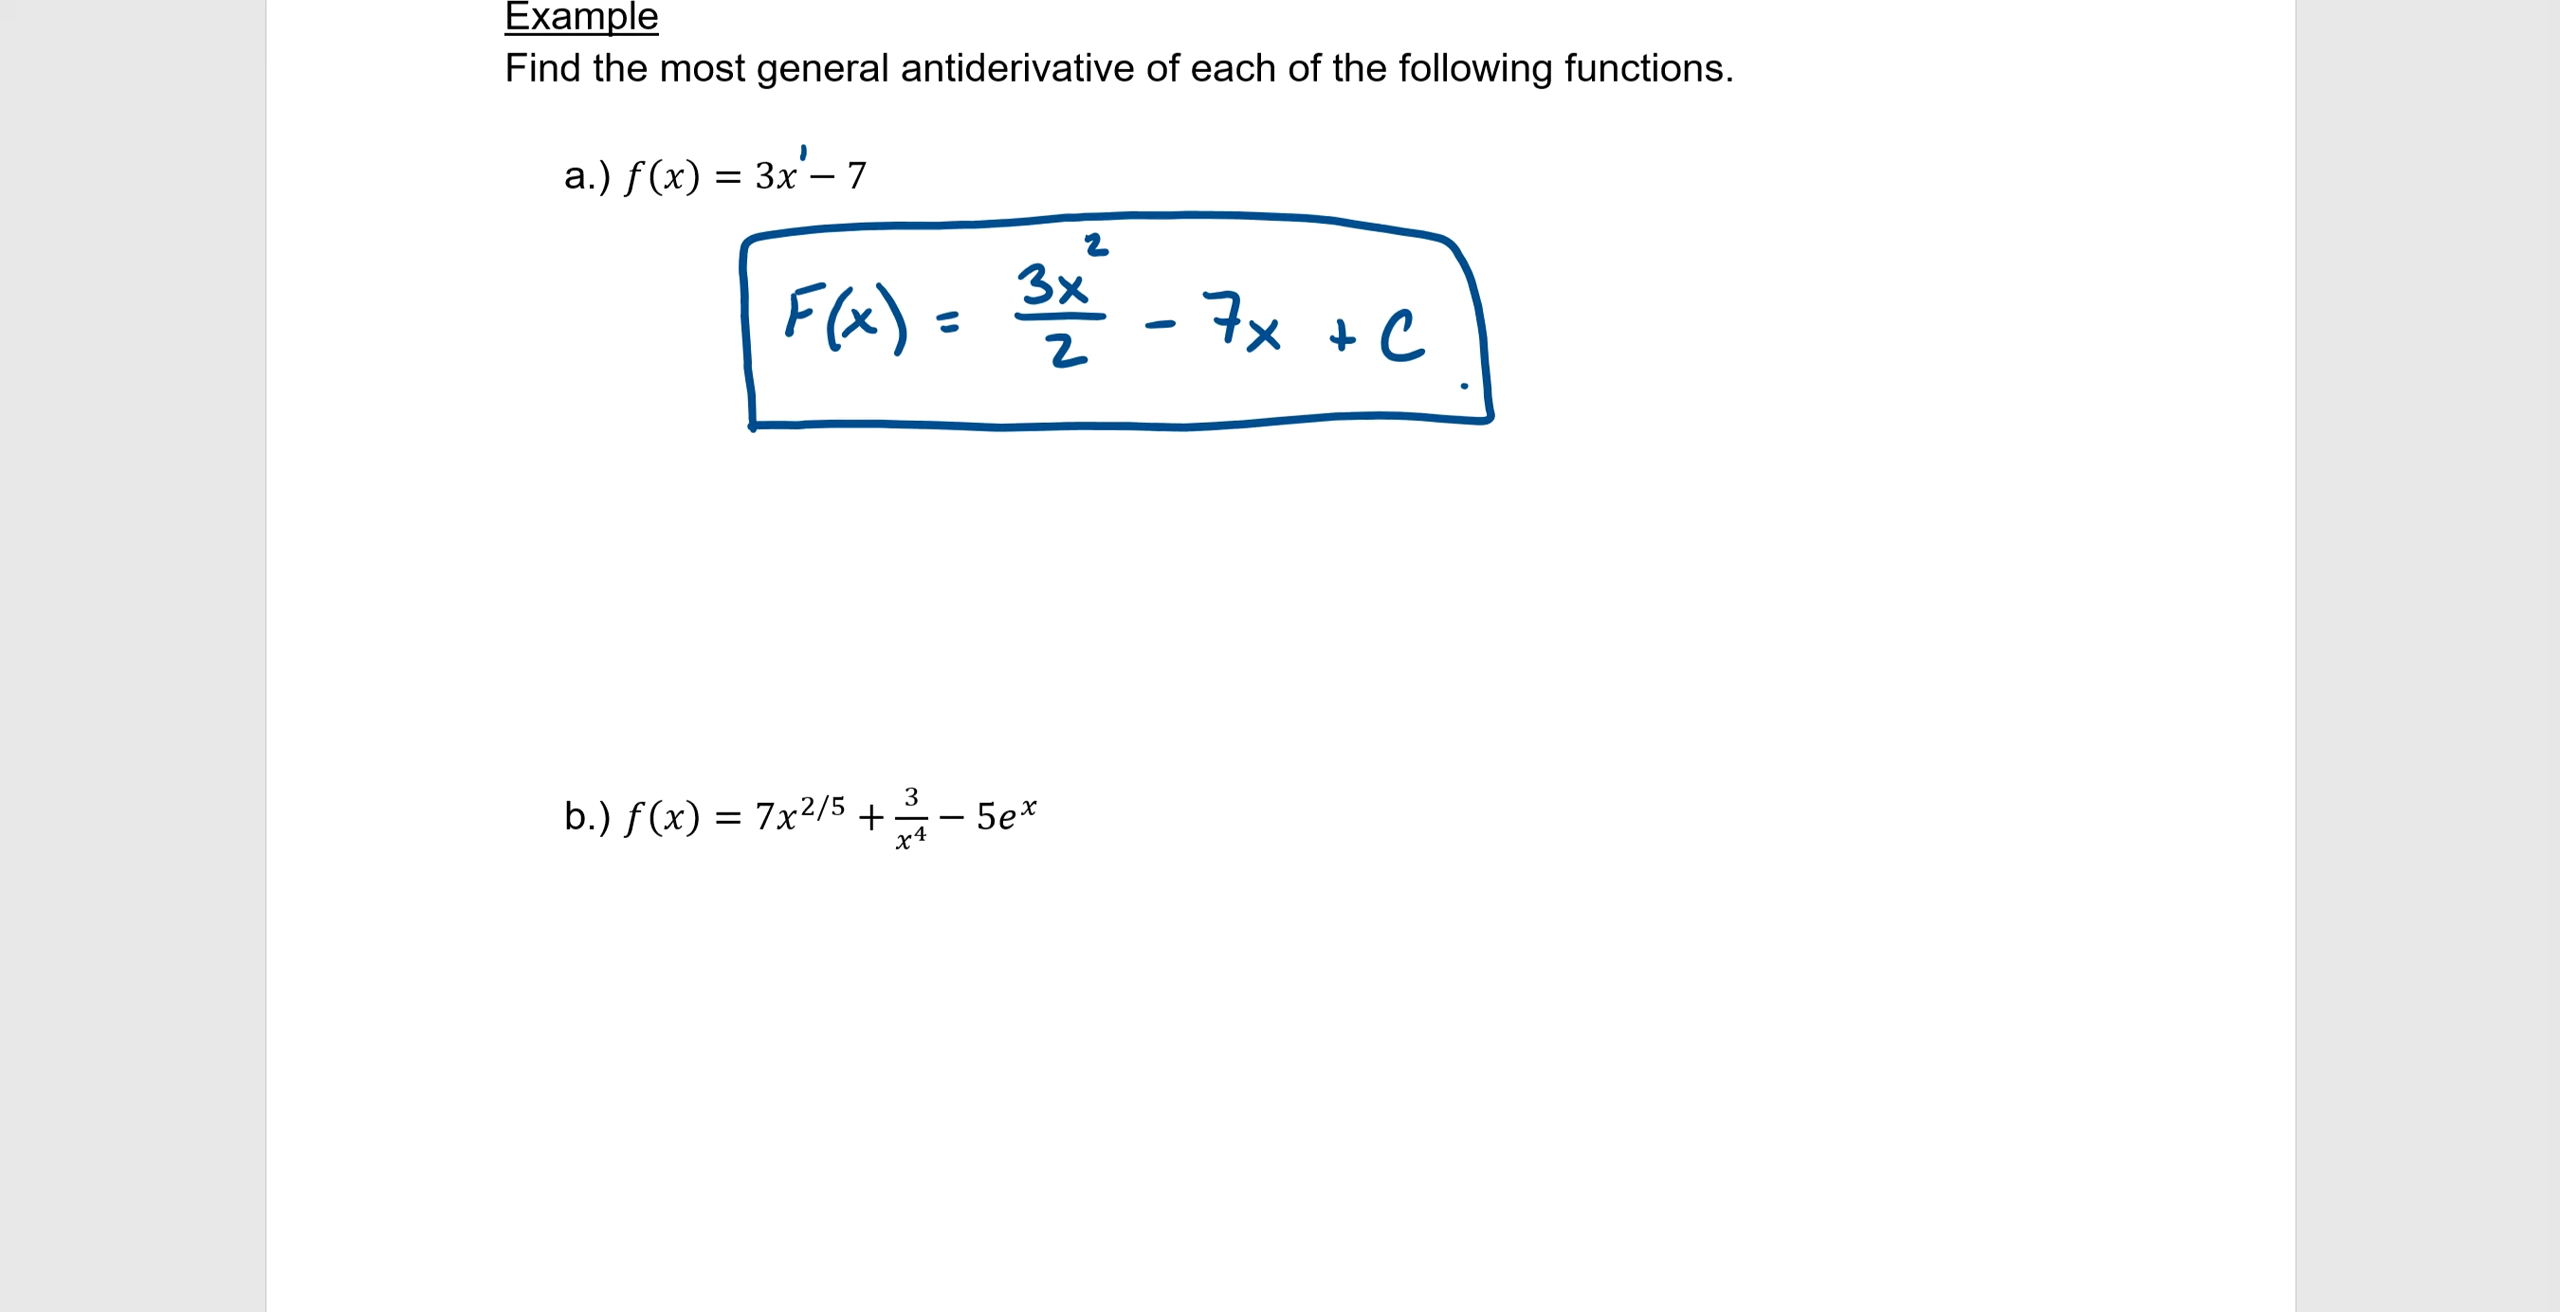 Example
Find the most general antiderivative of each of the following functions.
a.) f(x) = 3x¹ − 7
F(x) = 3x²/2 − 7x + C.
b.) f(x) = 7x^{2/5} + 3/x⁴ − 5eˣ